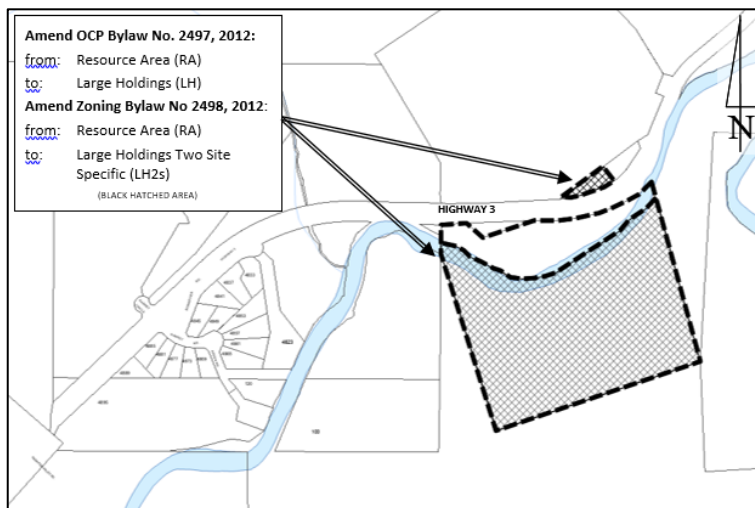 Amend OCP Bylaw No. 2497, 2012:
from: Resource Area (RA)
to: Large Holdings (LH)
Amend Zoning Bylaw No 2498, 2012:
from: Resource Area (RA)
to: Large Holdings Two Site
Specific (LH2s)
(BLACK HATCHED AREA)
N
HIGHWAY 3